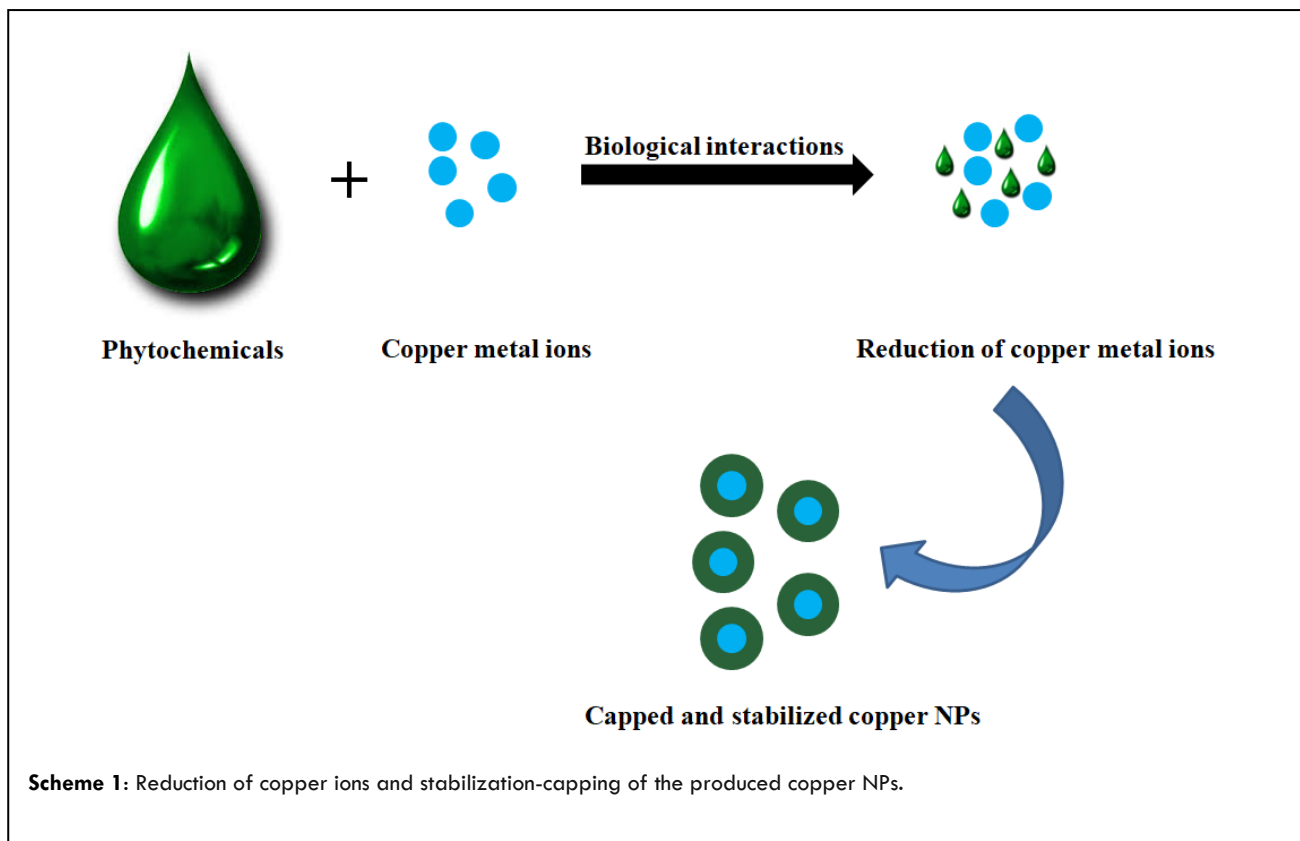 +
Biological interactions
Phytochemicals
Copper metal ions
Reduction of copper metal ions
Capped and stabilized copper NPs
Scheme 1: Reduction of copper ions and stabilization-capping of the produced copper NPs.